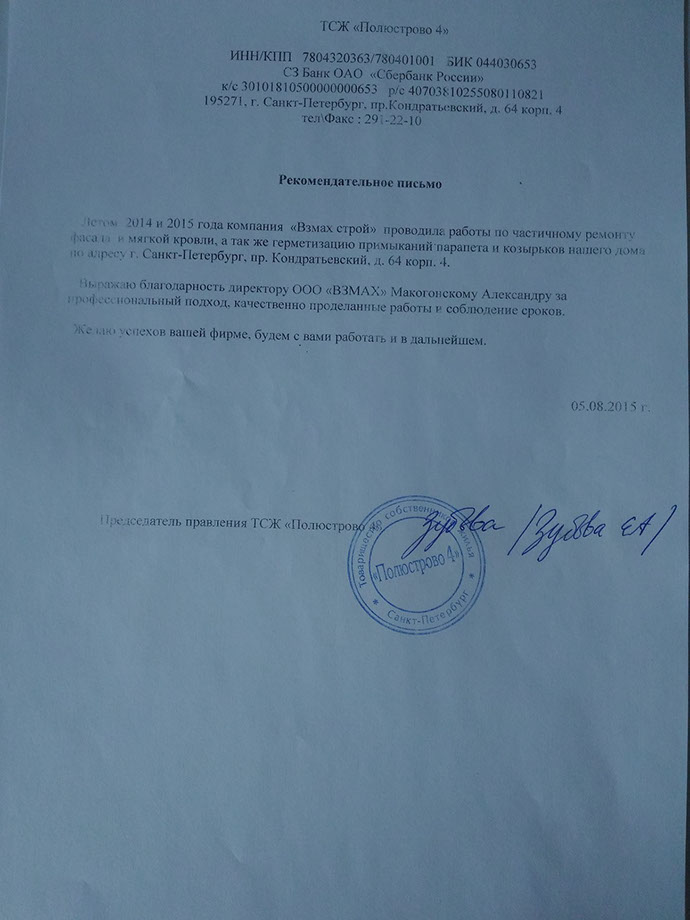 ТСЖ «Полюстрово 4»
ИНН/КПП 7804320363/780401001 БИК 044030653
СЗ Банк ОАО «Сбербанк России»
к/с 30101810500000000653 р/с 40703810255080110821
195271, г. Санкт-Петербург, пр.Кондратьевский, д. 64 корп. 4
тел\Факс : 291-22-10
Рекомендательное письмо
Летом 2014 и 2015 года компания «Взмах строй» проводила работы по частичному ремонту
фасада и мягкой кровли, а так же герметизацию примыканий парапета и козырьков нашего дома
по адресу г. Санкт-Петербург, пр. Кондратьевский, д. 64 корп. 4.
Выражаю благодарность директору ООО «ВЗМАХ» Макогонскому Александру за
профессиональный подход, качественно проделанные работы и соблюдение сроков.
Желаю успехов вашей фирме, будем с вами работать и в дальнейшем.
05.08.2015 г.
Председатель правления ТСЖ «Полюстрово 4»
Товарищество собственников жилья
«Полюстрово 4»
* Санкт-Петербург *